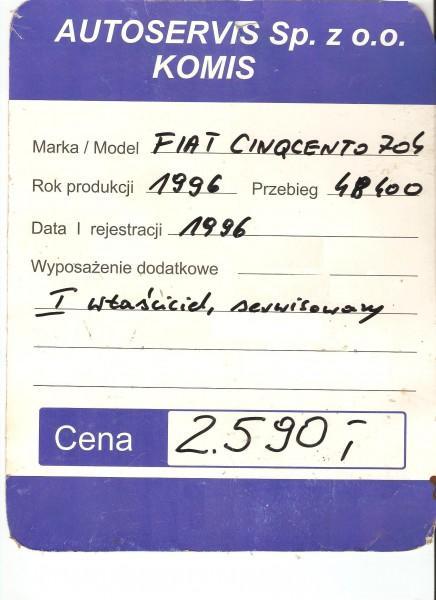 AUTOSERVIS Sp. z o.o.
KOMIS
Marka / Model FIAT CINQCENTO 704
Rok produkcji 1996 Przebieg 48400
Data I rejestracji 1996
Wyposażenie dodatkowe
I właściciel, serwisowany
Cena 2.590,-